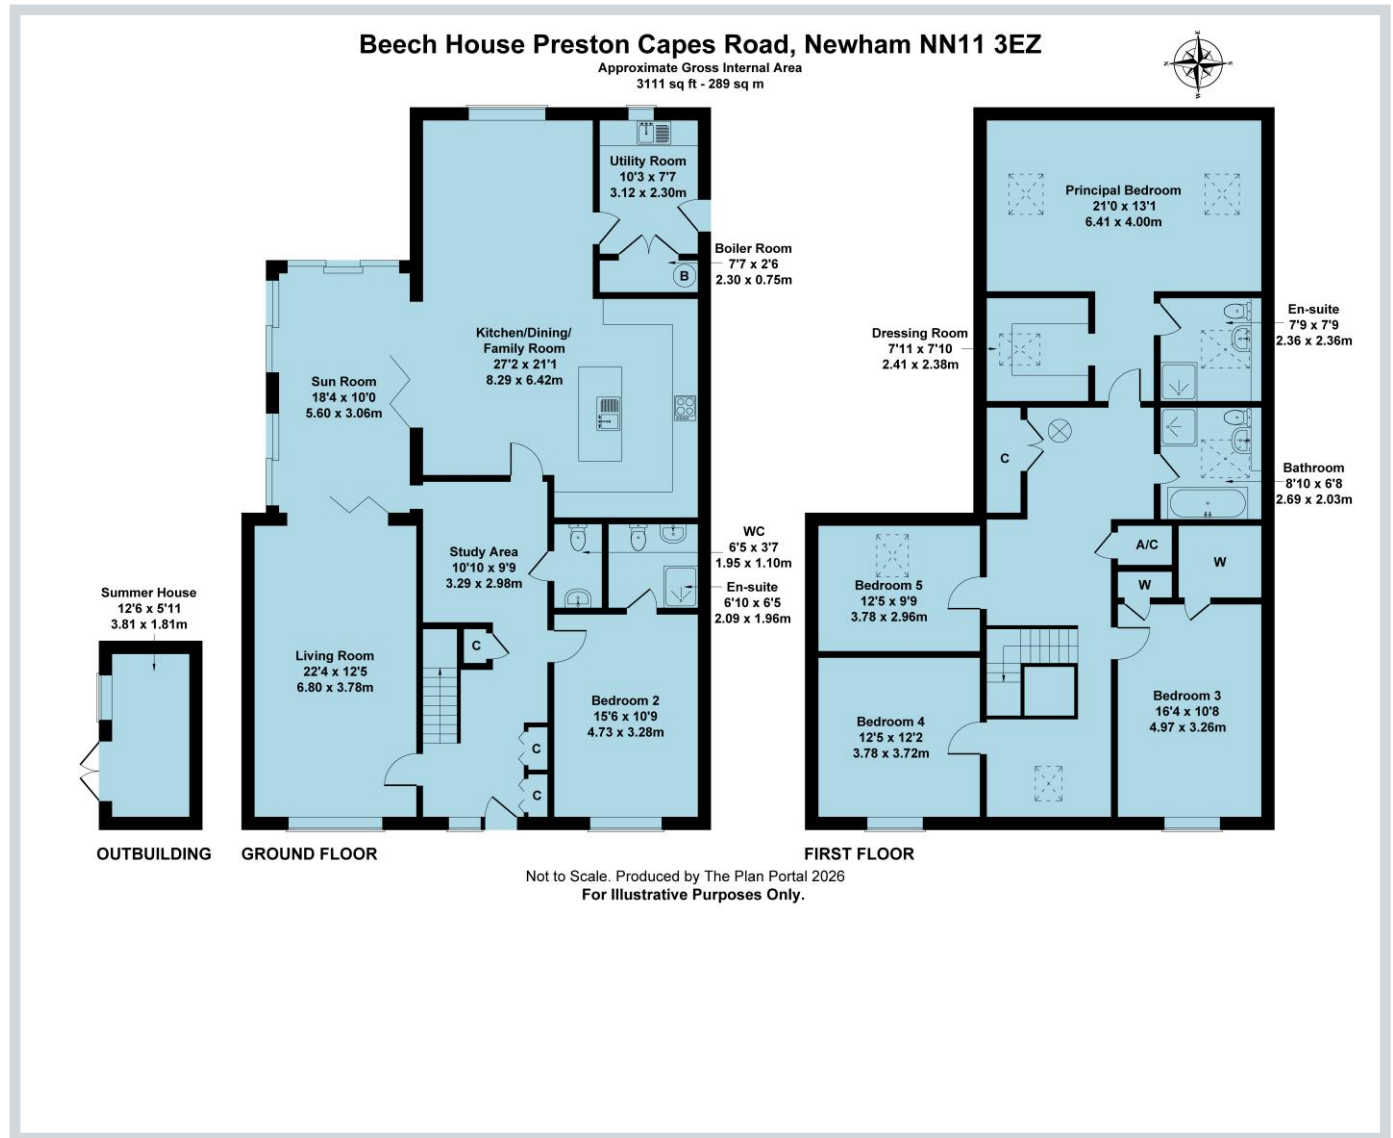 Beech House Preston Capes Road, Newham NN11 3EZ
Approximate Gross Internal Area
3111 sq ft - 289 sq m
E
N
S
W
Utility Room
10'3 x 7'7
3.12 x 2.30m
Boiler Room
7'7 x 2'6
2.30 x 0.75m
B
Kitchen/Dining/
Family Room
27'2 x 21'1
8.29 x 6.42m
Sun Room
18'4 x 10'0
5.60 x 3.06m
Study Area
10'10 x 9'9
3.29 x 2.98m
WC
6'5 x 3'7
1.95 x 1.10m
En-suite
6'10 x 6'5
2.09 x 1.96m
C
Living Room
22'4 x 12'5
6.80 x 3.78m
Bedroom 2
15'6 x 10'9
4.73 x 3.28m
C
C
Summer House
12'6 x 5'11
3.81 x 1.81m
Principal Bedroom
21'0 x 13'1
6.41 x 4.00m
Dressing Room
7'11 x 7'10
2.41 x 2.38m
En-suite
7'9 x 7'9
2.36 x 2.36m
C
Bathroom
8'10 x 6'8
2.69 x 2.03m
A/C
W
W
Bedroom 5
12'5 x 9'9
3.78 x 2.96m
Bedroom 4
12'5 x 12'2
3.78 x 3.72m
Bedroom 3
16'4 x 10'8
4.97 x 3.26m
OUTBUILDING
GROUND FLOOR
FIRST FLOOR
Not to Scale. Produced by The Plan Portal 2026
For Illustrative Purposes Only.